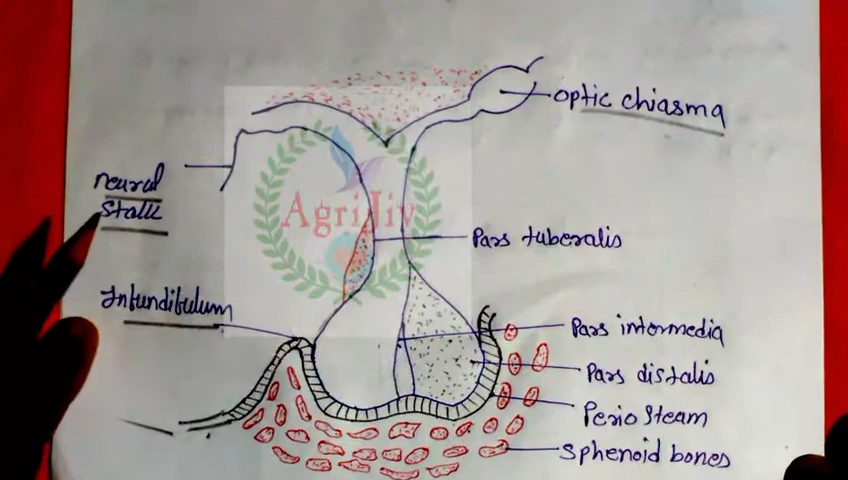 optic chiasma
neural
stalk
AgriJiv
Pars tuberalis
Infundibulum
Pars intermedia
Pars distalis
Perio steam
Sphenoid bones